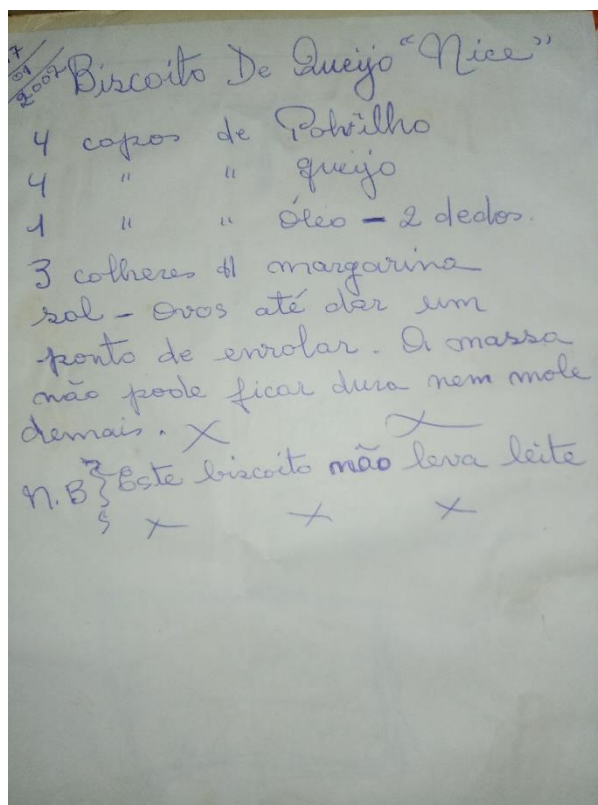 17/01/2007
Biscoito De Queijo "Nice"
4 copos de Polvilho
4 " " queijo
1 " " Óleo - 2 dedos.
3 colheres d margarina
sal - Ovos até dar um
ponto de enrolar. A massa
não pode ficar dura nem mole
demais. X X
N.B } Este biscoito não leva leite
X X X